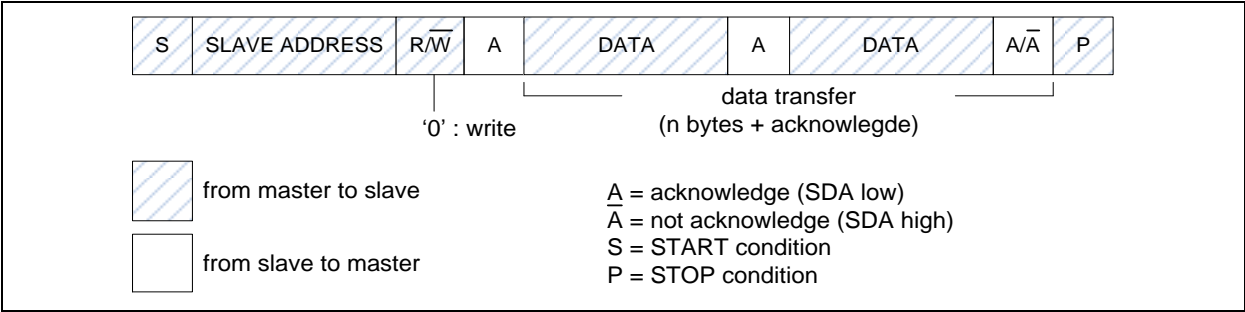 S SLAVE ADDRESS R/W̅ A DATA A DATA A/A̅ P
data transfer
(n bytes + acknowlegde)
‘0’ : write
from master to slave
from slave to master
A = acknowledge (SDA low)
A̅ = not acknowledge (SDA high)
S = START condition
P = STOP condition